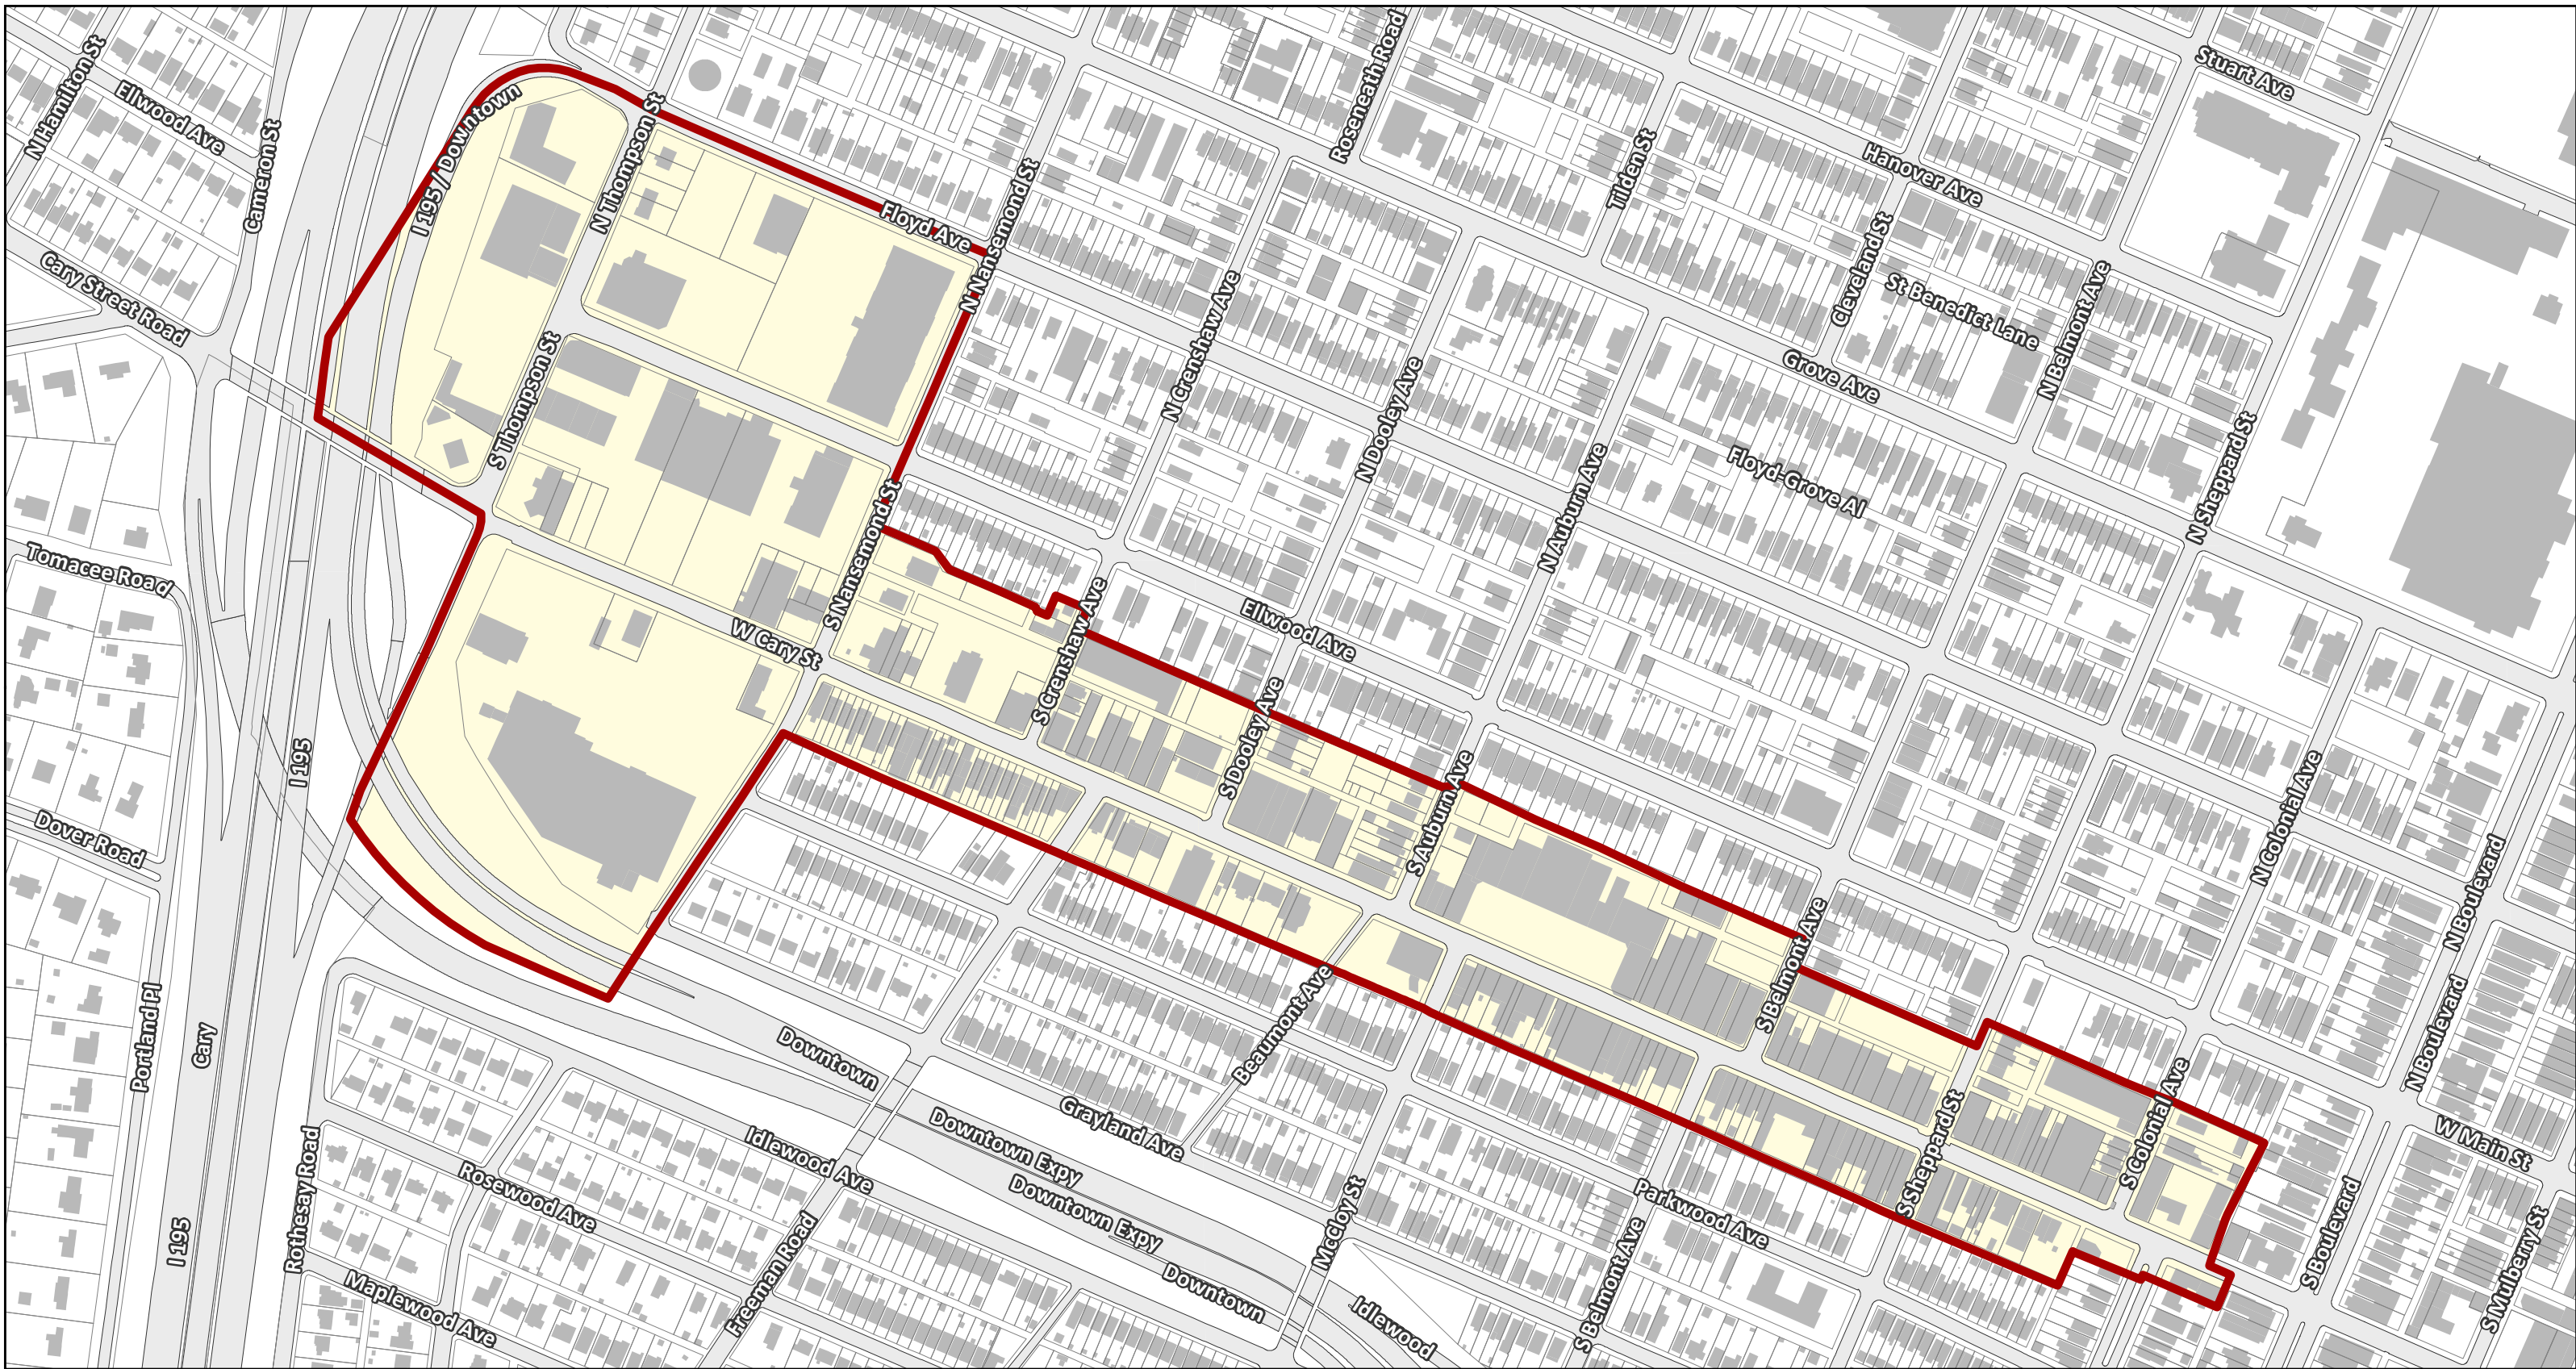 N Hamilton St
Ellwood Ave
Cameron St
I 195 / Downtown
N Thompson St
Roseneath Road
Stuart Ave
Hanover Ave
Tilden St
Floyd Ave
N Nansemond St
Cary Street Road
N Crenshaw Ave
Cleveland St
St Benedict Lane
N Belmont Ave
Grove Ave
S Thompson St
N Dooley Ave
N Auburn Ave
Floyd-Grove Al
N Sheppard St
Tomacee Road
S Nansemond St
W Cary St
Ellwood Ave
S Crenshaw Ave
S Dooley Ave
I 195
Dover Road
S Auburn Ave
N Colonial Ave
N Boulevard
S Belmont Ave
Beaumont Ave
N Boulevard
Portland Pl
Cary
Downtown
Grayland Ave
Downtown Expy
Downtown Expy
Idlewood Ave
S Colonial Ave
S Sheppard St
W Main St
Rosewood Ave
Rothesay Road
Parkwood Ave
McCloy St
I 195
Freeman Road
Downtown
Idlewood
Maplewood Ave
S Belmont Ave
S Boulevard
S Mulberry St